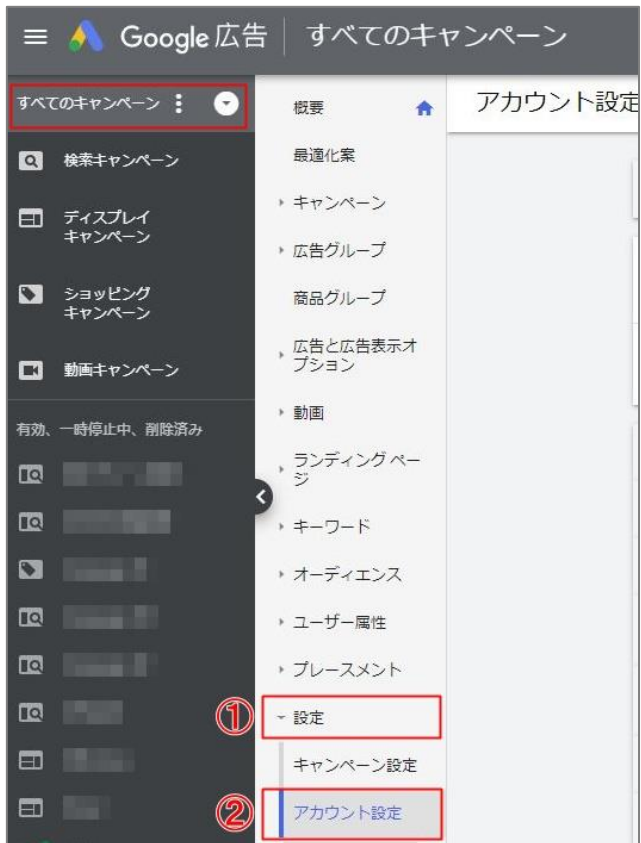 Google 広告 すべてのキャンペーン
すべてのキャンペーン
検索キャンペーン
ディスプレイ
キャンペーン
ショッピング
キャンペーン
動画キャンペーン
有効、一時停止中、削除済み
概要
最適化案
キャンペーン
広告グループ
商品グループ
広告と広告表示オ
プション
動画
ランディング ペー
ジ
キーワード
オーディエンス
ユーザー属性
プレースメント
① 設定
キャンペーン設定
② アカウント設定
アカウント設定